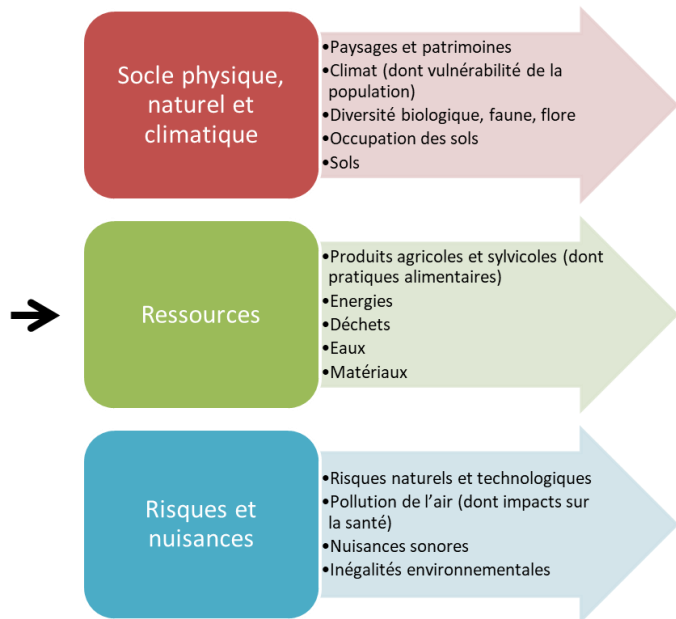 Socle physique,
naturel et
climatique
•Paysages et patrimoines
•Climat (dont vulnérabilité de la
population)
•Diversité biologique, faune, flore
•Occupation des sols
•Sols
Ressources
•Produits agricoles et sylvicoles (dont
pratiques alimentaires)
•Energies
•Déchets
•Eaux
•Matériaux
Risques et
nuisances
•Risques naturels et technologiques
•Pollution de l’air (dont impacts sur
la santé)
•Nuisances sonores
•Inégalités environnementales